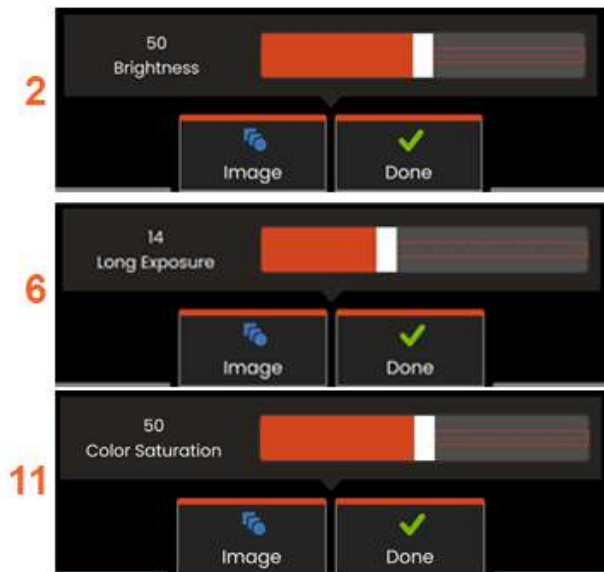 2
50
Brightness
Image
Done
6
14
Long Exposure
Image
Done
11
50
Color Saturation
Image
Done